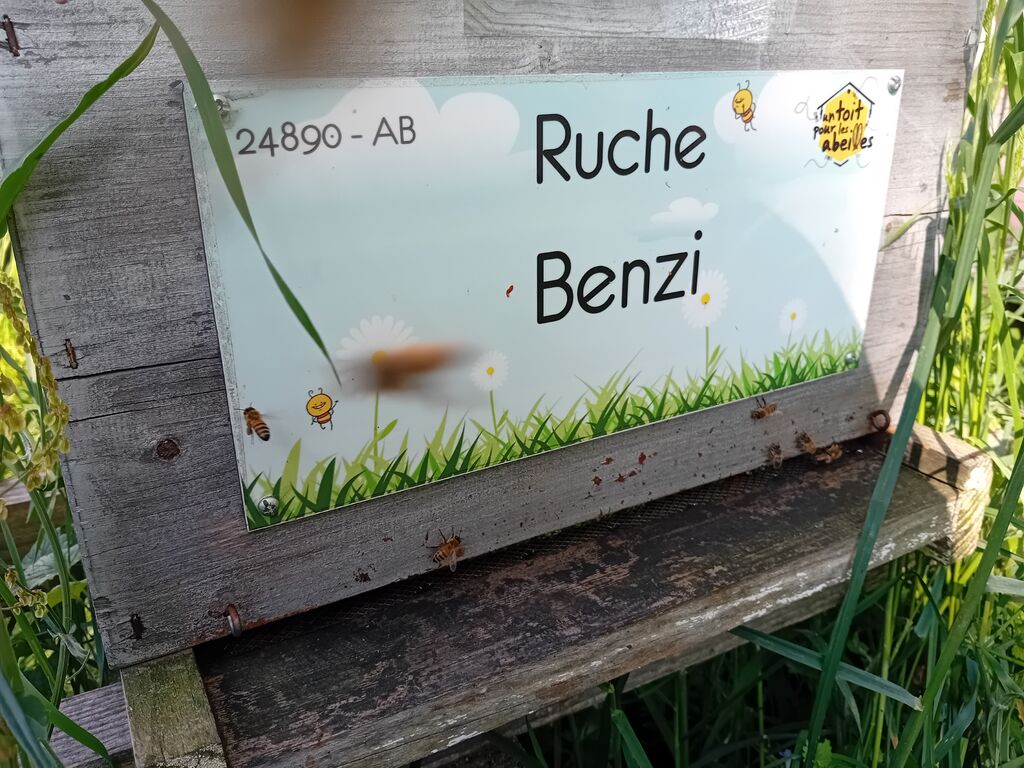 24890 - AB
Ruche
Benzi
un toit
pour les
abeilles